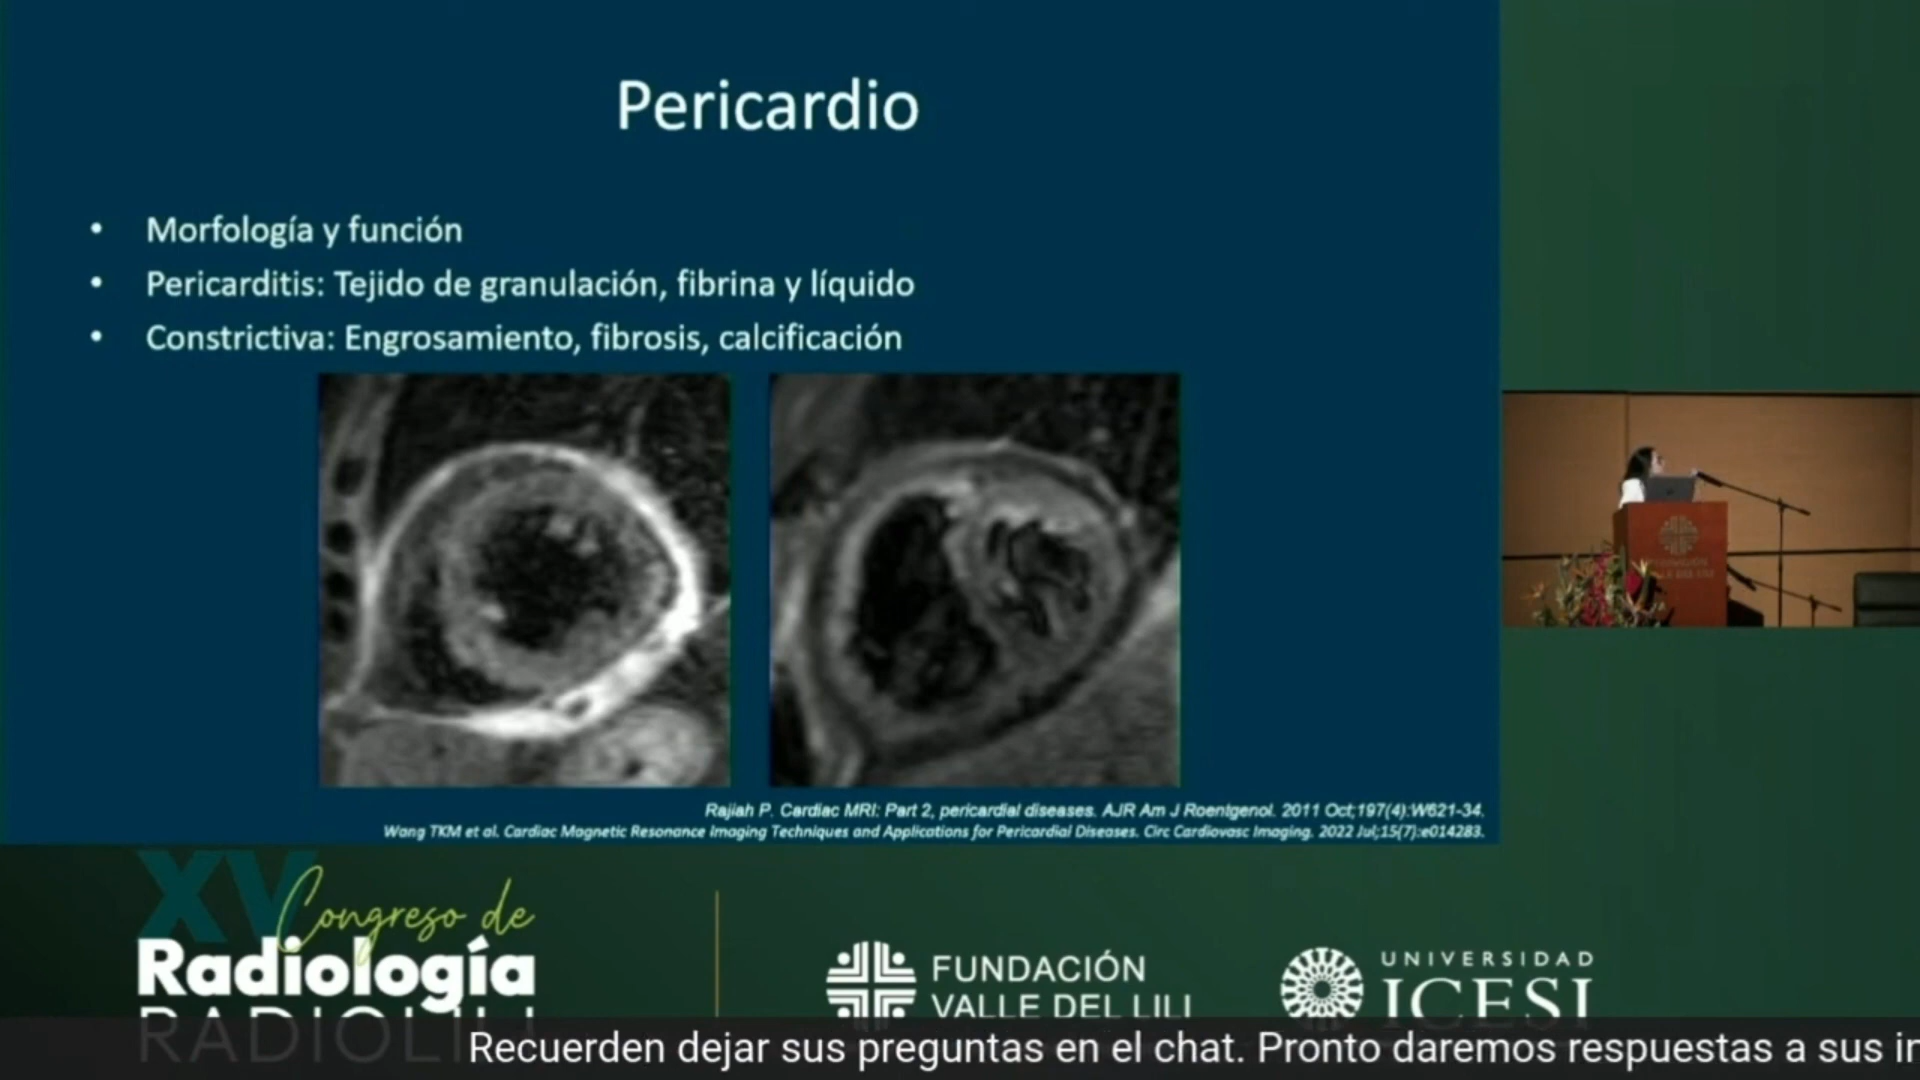 Pericardio
• Morfología y función
• Pericarditis: Tejido de granulación, fibrina y líquido
• Constrictiva: Engrosamiento, fibrosis, calcificación
Rajiah P. Cardiac MRI: Part 2, pericardial diseases. AJR Am J Roentgenol. 2011 Oct;197(4):W621-34.
Wang TKM et al. Cardiac Magnetic Resonance Imaging Techniques and Applications for Pericardial Diseases. Circ Cardiovasc Imaging. 2022 Jul;15(7):e014283.
XV Congreso de
Radiología
RADIOLILI
FUNDACIÓN
VALLE DEL LILI
UNIVERSIDAD
ICESI
Recuerden dejar sus preguntas en el chat. Pronto daremos respuestas a sus in